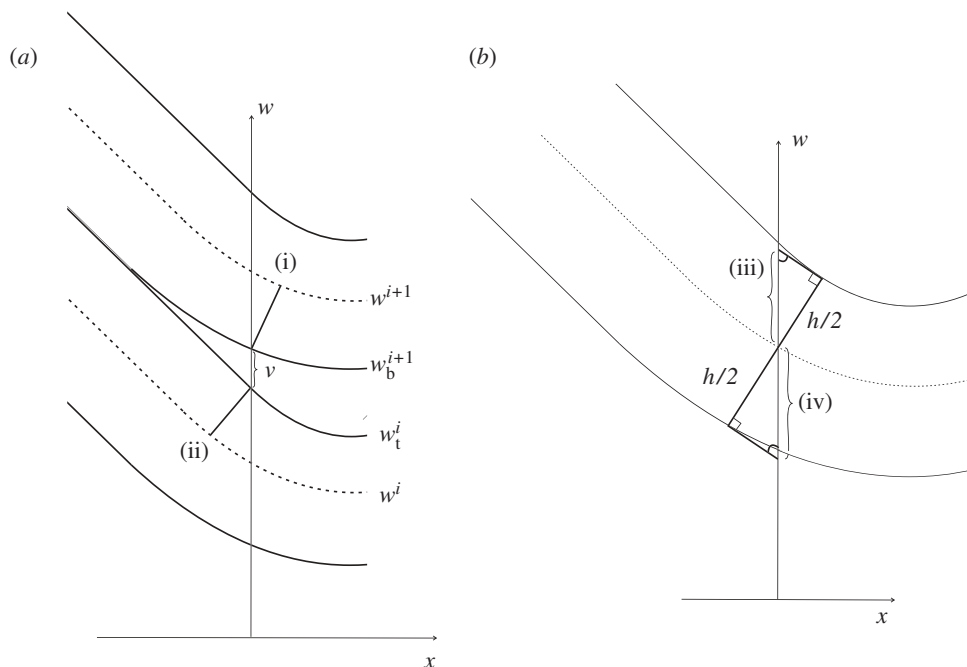 (a)
w
(i)
w^{i+1}
w_b^{i+1}
v
(ii)
w_t^i
w^i
x
(b)
w
(iii)
h/2
h/2
(iv)
x